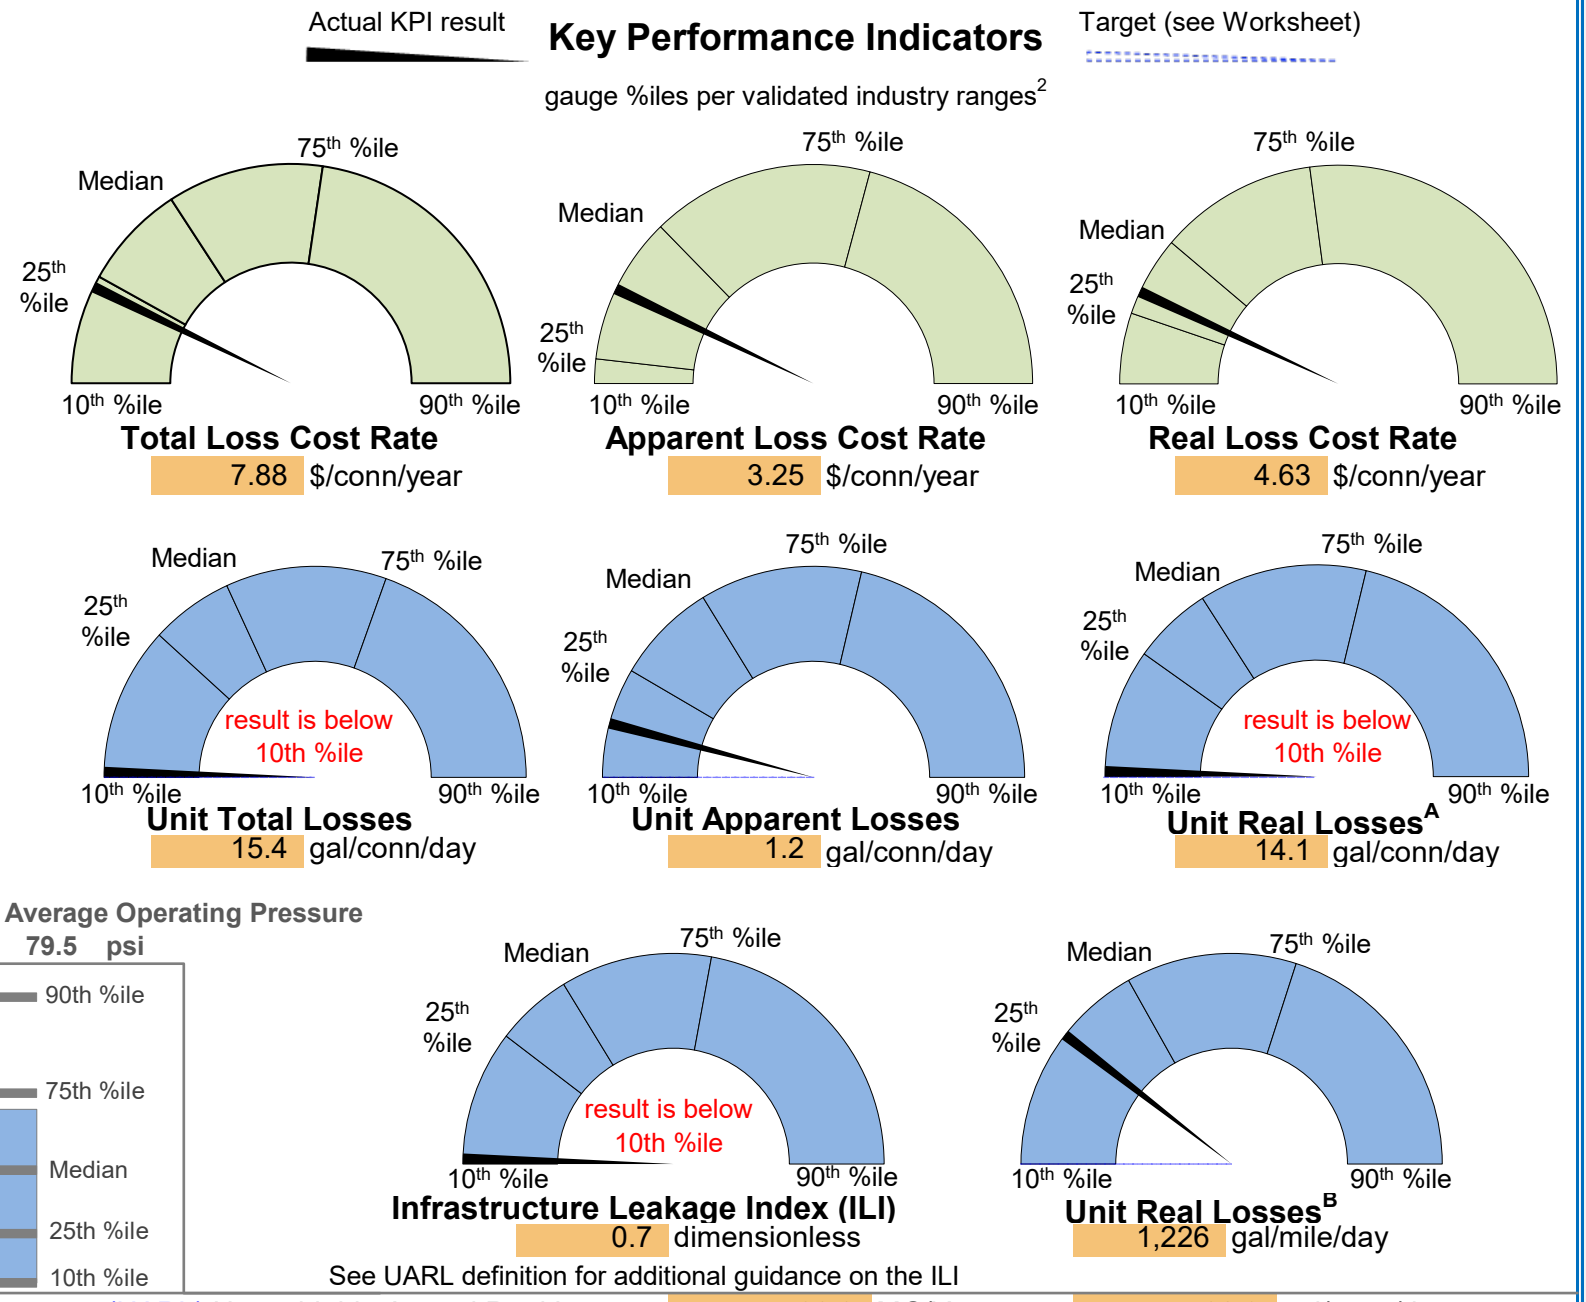 Actual KPI result
Key Performance Indicators
Target (see Worksheet)
gauge %iles per validated industry ranges2
75th %ile
Median
25th
%ile
10th %ile
90th %ile
Total Loss Cost Rate
7.88 $/conn/year
75th %ile
Median
25th
%ile
10th %ile
90th %ile
Apparent Loss Cost Rate
3.25 $/conn/year
75th %ile
Median
25th
%ile
10th %ile
90th %ile
Real Loss Cost Rate
4.63 $/conn/year
Median
75th %ile
25th
%ile
result is below
10th %ile
10th %ile
90th %ile
Unit Total Losses
15.4 gal/conn/day
75th %ile
Median
25th
%ile
10th %ile
90th %ile
Unit Apparent Losses
1.2 gal/conn/day
75th %ile
Median
25th
%ile
result is below
10th %ile
10th %ile
90th %ile
Unit Real LossesA
14.1 gal/conn/day
Average Operating Pressure
79.5 psi
90th %ile
75th %ile
Median
25th %ile
10th %ile
75th %ile
Median
25th
%ile
result is below
10th %ile
10th %ile
90th %ile
Infrastructure Leakage Index (ILI)
0.7 dimensionless
See UARL definition for additional guidance on the ILI
75th %ile
Median
25th
%ile
10th %ile
90th %ile
Unit Real LossesB
1,226 gal/mile/day